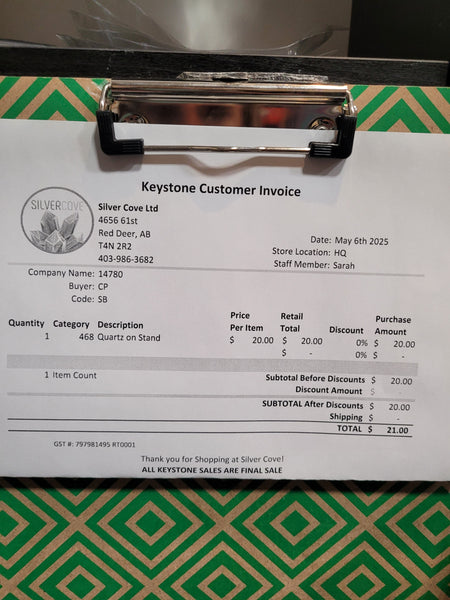 Keystone Customer Invoice
SILVERCOVE
Silver Cove Ltd
4656 61st
Red Deer, AB
T4N 2R2
403-986-3682
Date: May 6th 2025
Store Location: HQ
Staff Member: Sarah
Company Name: 14780
Buyer: CP
Code: SB
Quantity Category Description Price Per Item Retail Total Discount Purchase Amount
1 468 Quartz on Stand $ 20.00 $ 20.00 0% $ 20.00
$ - 0% $ -
1 Item Count
Subtotal Before Discounts $ 20.00
Discount Amount $ -
SUBTOTAL After Discounts $ 20.00
Shipping $ -
TOTAL $ 21.00
GST #: 797981495 RT0001
Thank you for Shopping at Silver Cove!
ALL KEYSTONE SALES ARE FINAL SALE